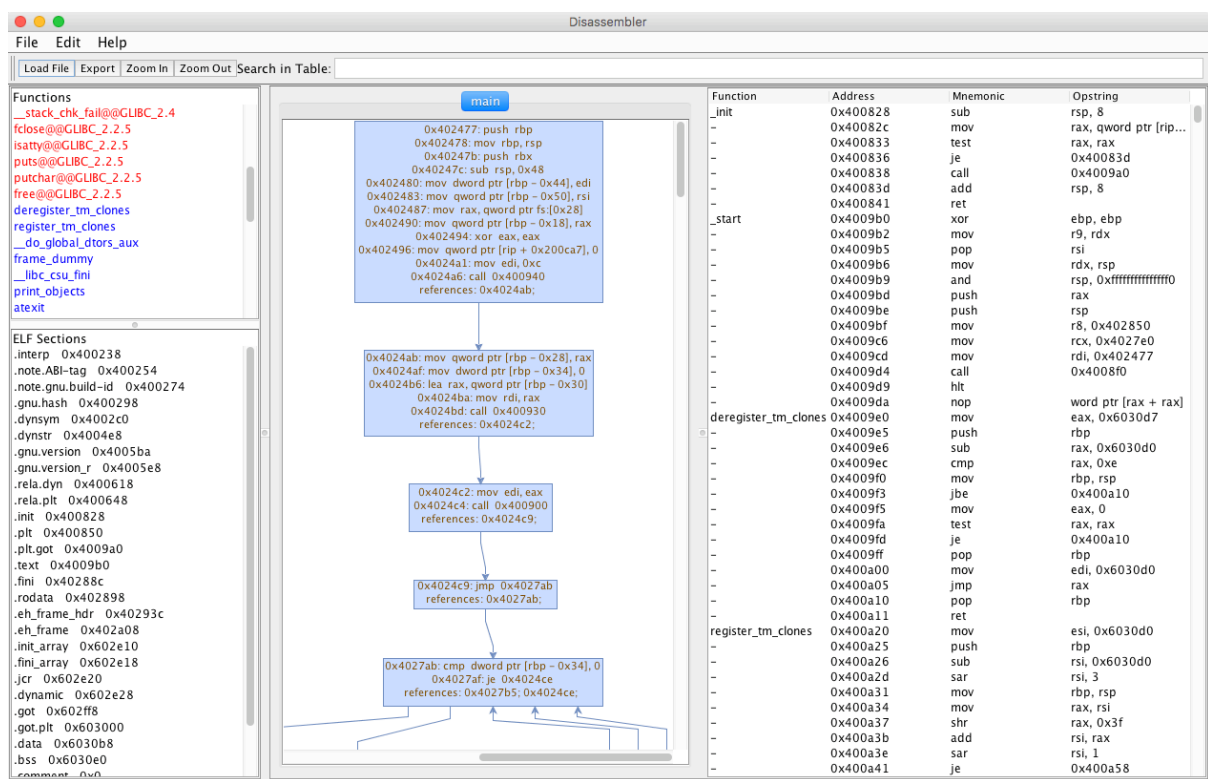 Disassembler
File Edit Help
Load File Export Zoom In Zoom Out Search in Table:
Functions
__stack_chk_fail@@GLIBC_2.4
fclose@@GLIBC_2.2.5
isatty@@GLIBC_2.2.5
puts@@GLIBC_2.2.5
putchar@@GLIBC_2.2.5
free@@GLIBC_2.2.5
deregister_tm_clones
register_tm_clones
__do_global_dtors_aux
frame_dummy
__libc_csu_fini
print_objects
atexit
ELF Sections
.interp 0x400238
.note.ABI-tag 0x400254
.note.gnu.build-id 0x400274
.gnu.hash 0x400298
.dynsym 0x4002c0
.dynstr 0x4004e8
.gnu.version 0x4005ba
.gnu.version_r 0x4005e8
.rela.dyn 0x400618
.rela.plt 0x400648
.init 0x400828
.plt 0x400850
.plt.got 0x4009a0
.text 0x4009b0
.fini 0x40288c
.rodata 0x402898
.eh_frame_hdr 0x40293c
.eh_frame 0x402a08
.init_array 0x602e10
.fini_array 0x602e18
.jcr 0x602e20
.dynamic 0x602e28
.got 0x602ff8
.got.plt 0x603000
.data 0x6030b8
.bss 0x6030e0
.comment 0x0
main
0x402477: push rbp
0x402478: mov rbp, rsp
0x40247b: push rbx
0x40247c: sub rsp, 0x48
0x402480: mov dword ptr [rbp - 0x44], edi
0x402483: mov qword ptr [rbp - 0x50], rsi
0x402487: mov rax, qword ptr fs:[0x28]
0x402490: mov qword ptr [rbp - 0x18], rax
0x402494: xor eax, eax
0x402496: mov qword ptr [rip + 0x200ca7], 0
0x4024a1: mov edi, 0xc
0x4024a6: call 0x400940
references: 0x4024ab;
0x4024ab: mov qword ptr [rbp - 0x28], rax
0x4024af: mov dword ptr [rbp - 0x34], 0
0x4024b6: lea rax, qword ptr [rbp - 0x30]
0x4024ba: mov rdi, rax
0x4024bd: call 0x400930
references: 0x4024c2;
0x4024c2: mov edi, eax
0x4024c4: call 0x400900
references: 0x4024c9;
0x4024c9: jmp 0x4027ab
references: 0x4027ab;
0x4027ab: cmp dword ptr [rbp - 0x34], 0
0x4027af: je 0x4024ce
references: 0x4027b5; 0x4024ce;
Function Address Mnemonic Opstring
_init 0x400828 sub rsp, 8
- 0x40082c mov rax, qword ptr [rip...
- 0x400833 test rax, rax
- 0x400836 je 0x40083d
- 0x400838 call 0x4009a0
- 0x40083d add rsp, 8
- 0x400841 ret
_start 0x4009b0 xor ebp, ebp
- 0x4009b2 mov r9, rdx
- 0x4009b5 pop rsi
- 0x4009b6 mov rdx, rsp
- 0x4009b9 and rsp, 0xfffffffffffffff0
- 0x4009bd push rax
- 0x4009be push rsp
- 0x4009bf mov r8, 0x402850
- 0x4009c6 mov rcx, 0x4027e0
- 0x4009cd mov rdi, 0x402477
- 0x4009d4 call 0x4008f0
- 0x4009d9 hlt
- 0x4009da nop word ptr [rax + rax]
deregister_tm_clones 0x4009e0 mov eax, 0x6030d7
- 0x4009e5 push rbp
- 0x4009e6 sub rax, 0x6030d0
- 0x4009ec cmp rax, 0xe
- 0x4009f0 mov rbp, rsp
- 0x4009f3 jbe 0x400a10
- 0x4009f5 mov eax, 0
- 0x4009fa test rax, rax
- 0x4009fd je 0x400a10
- 0x4009ff pop rbp
- 0x400a00 mov edi, 0x6030d0
- 0x400a05 jmp rax
- 0x400a10 pop rbp
- 0x400a11 ret
register_tm_clones 0x400a20 mov esi, 0x6030d0
- 0x400a25 push rbp
- 0x400a26 sub rsi, 0x6030d0
- 0x400a2d sar rsi, 3
- 0x400a31 mov rbp, rsp
- 0x400a34 mov rax, rsi
- 0x400a37 shr rax, 0x3f
- 0x400a3b add rsi, rax
- 0x400a3e sar rsi, 1
- 0x400a41 je 0x400a58